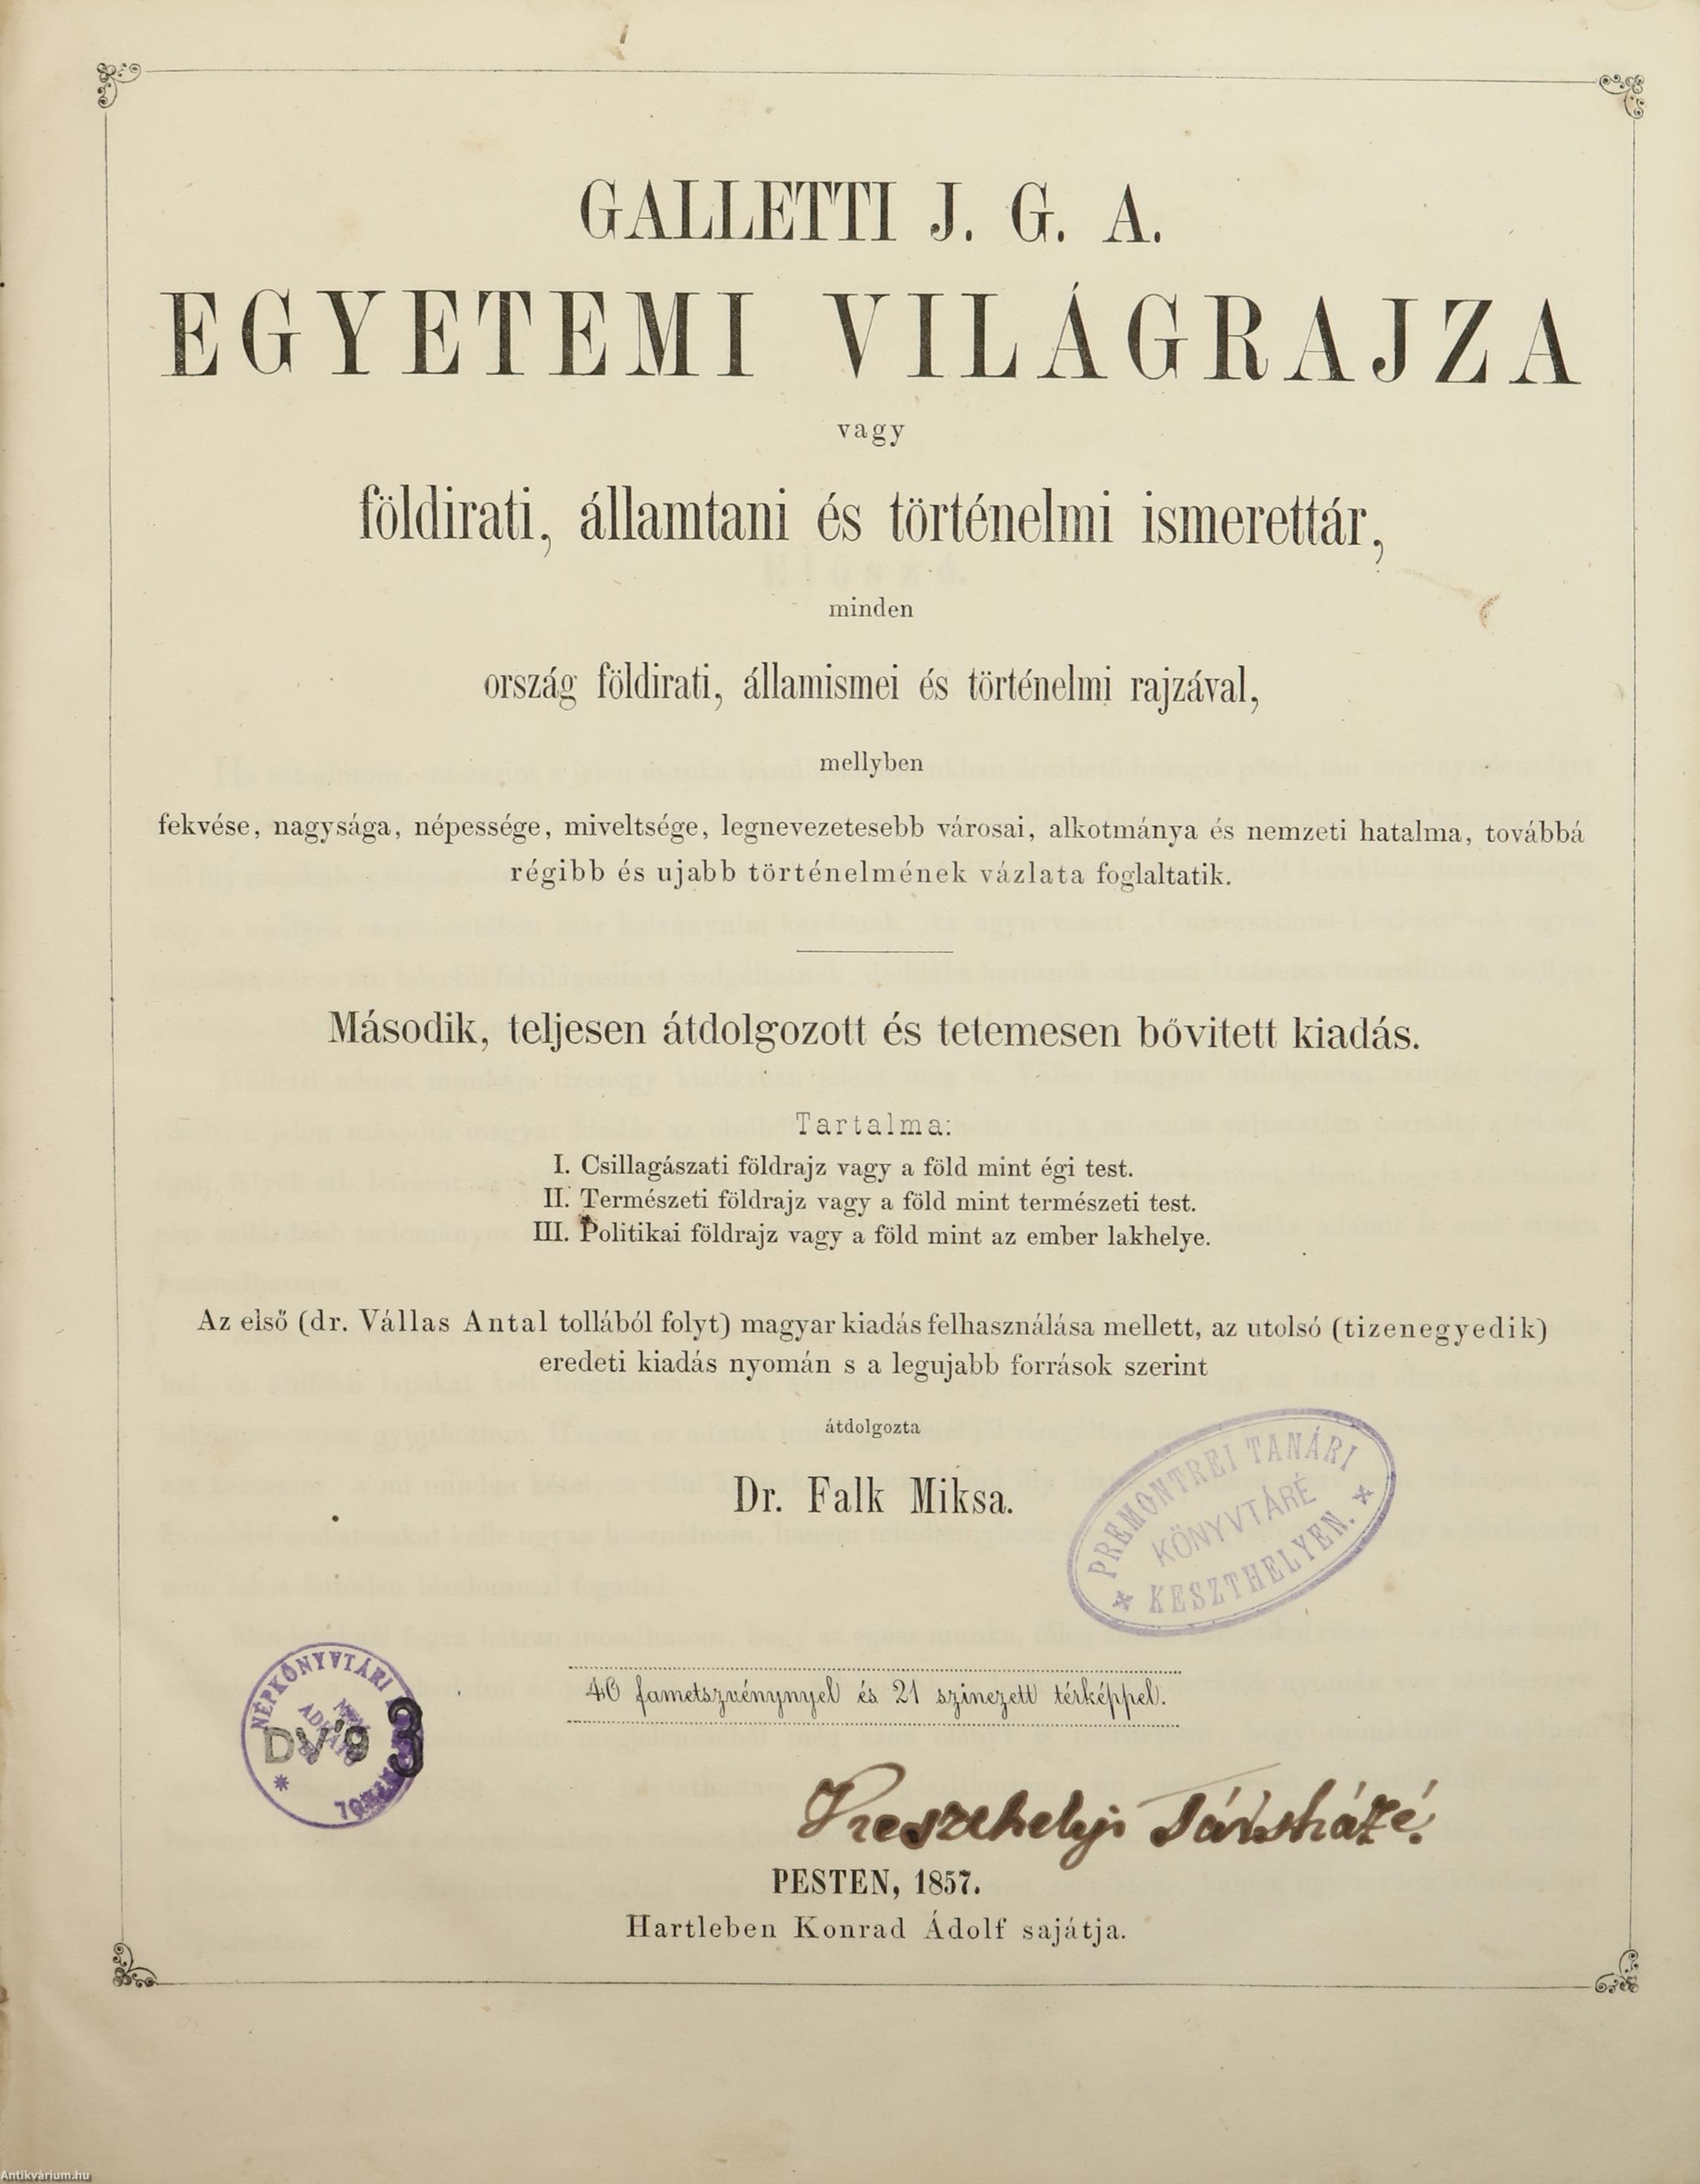 GALLETTI J. G. A.
EGYETEMI VILÁGRAJZA
vagy
földirati, államtani és történelmi ismerettár,
minden
ország földirati, államismei és történelmi rajzával,
mellyben
fekvése, nagysága, népessége, miveltsége, legnevezetesebb városai, alkotmánya és nemzeti hatalma, továbbá
régibb és ujabb történelmének vázlata foglaltatik.
Második, teljesen átdolgozott és tetemesen bővitett kiadás.
Tartalma:
I. Csillagászati földrajz vagy a föld mint égi test.
II. Természeti földrajz vagy a föld mint természeti test.
III. Politikai földrajz vagy a föld mint az ember lakhelye.
Az első (dr. Vállas Antal tollából folyt) magyar kiadás felhasználása mellett, az utolsó (tizenegyedik)
eredeti kiadás nyomán s a legujabb források szerint
átdolgozta
Dr. Falk Miksa.
PREMONTREI TANÁRI
KÖNYVTÁRÉ
KESZTHELYEN.
40 fametszvénynyel és 21 szinezett térképpel.
NÉPKÖNYVTÁRI
DV'9 3
Keszthelyi Társházé.
PESTEN, 1857.
Hartleben Konrad Ádolf sajátja.
Antikvárium.hu